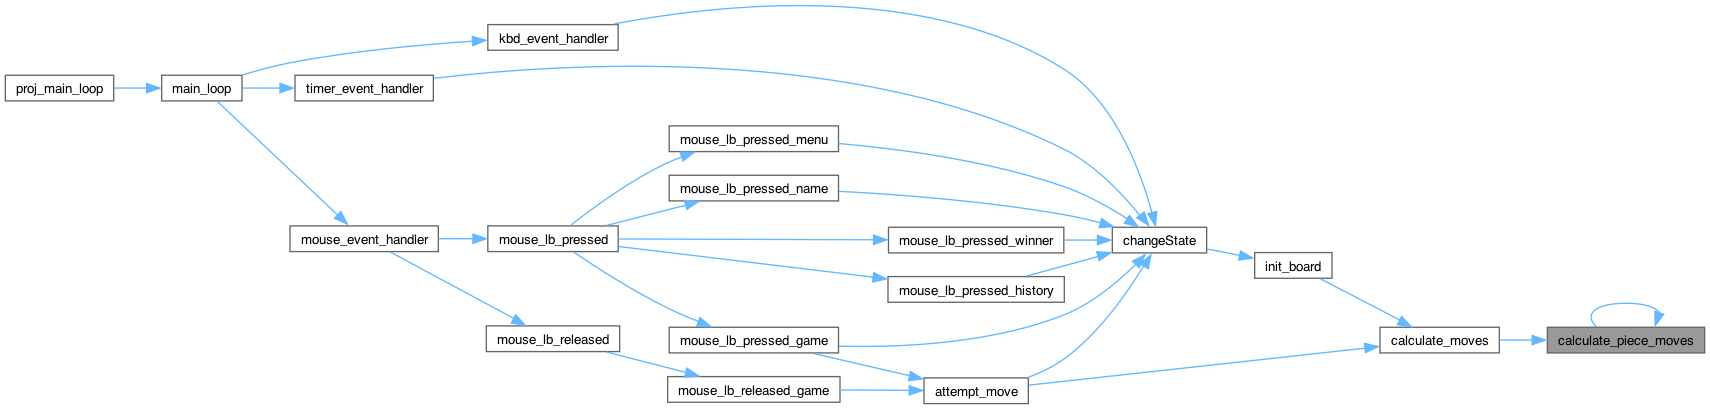 proj_main_loop
main_loop
kbd_event_handler
timer_event_handler
mouse_event_handler
mouse_lb_pressed
mouse_lb_released
mouse_lb_pressed_menu
mouse_lb_pressed_name
mouse_lb_pressed_winner
mouse_lb_pressed_history
mouse_lb_pressed_game
mouse_lb_released_game
attempt_move
changeState
init_board
calculate_moves
calculate_piece_moves